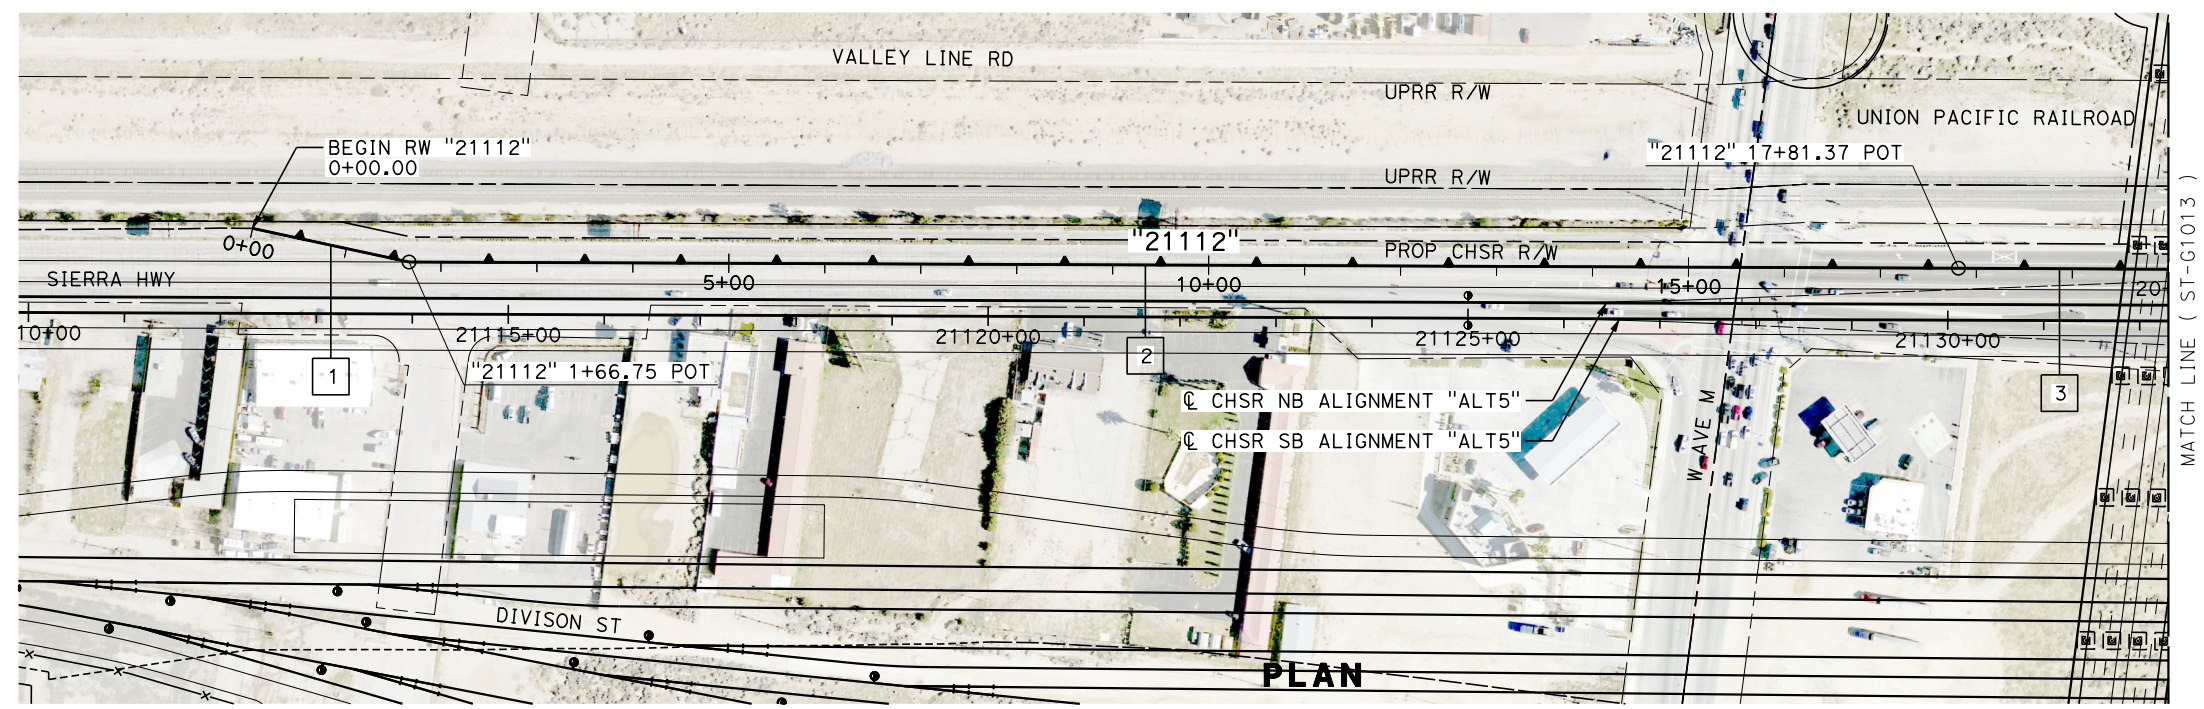 VALLEY LINE RD
UPRR R/W
UNION PACIFIC RAILROAD
BEGIN RW "21112"
0+00.00
"21112" 17+81.37 POT
UPRR R/W
MATCH LINE ( ST-G1013 )
0+00
"21112"
PROP CHSR R/W
SIERRA HWY
5+00
10+00
15+00
20
10+00
21115+00
21120+00
21125+00
21130+00
1
"21112" 1+66.75 POT
2
3
℄ CHSR NB ALIGNMENT "ALT5"
℄ CHSR SB ALIGNMENT "ALT5"
W AVE M
DIVISON ST
PLAN